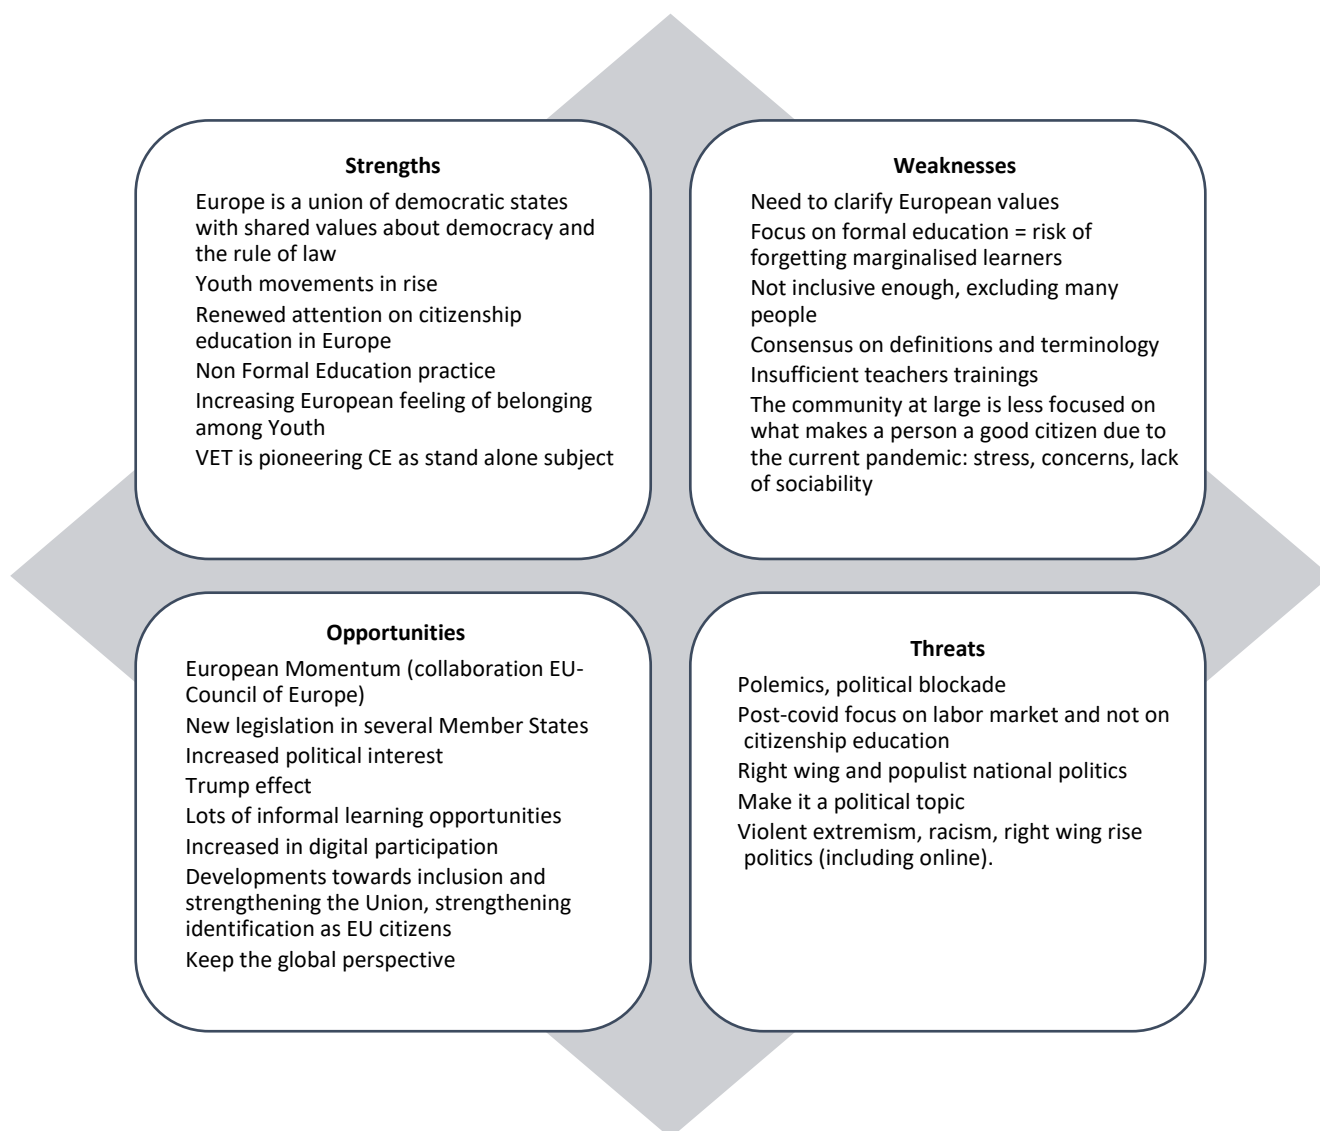 Strengths
Europe is a union of democratic states
with shared values about democracy and
the rule of law
Youth movements in rise
Renewed attention on citizenship
education in Europe
Non Formal Education practice
Increasing European feeling of belonging
among Youth
VET is pioneering CE as stand alone subject
Weaknesses
Need to clarify European values
Focus on formal education = risk of
forgetting marginalised learners
Not inclusive enough, excluding many
people
Consensus on definitions and terminology
Insufficient teachers trainings
The community at large is less focused on
what makes a person a good citizen due to
the current pandemic: stress, concerns, lack
of sociability
Opportunities
European Momentum (collaboration EU-
Council of Europe)
New legislation in several Member States
Increased political interest
Trump effect
Lots of informal learning opportunities
Increased in digital participation
Developments towards inclusion and
strengthening the Union, strengthening
identification as EU citizens
Keep the global perspective
Threats
Polemics, political blockade
Post-covid focus on labor market and not on
citizenship education
Right wing and populist national politics
Make it a political topic
Violent extremism, racism, right wing rise
politics (including online).